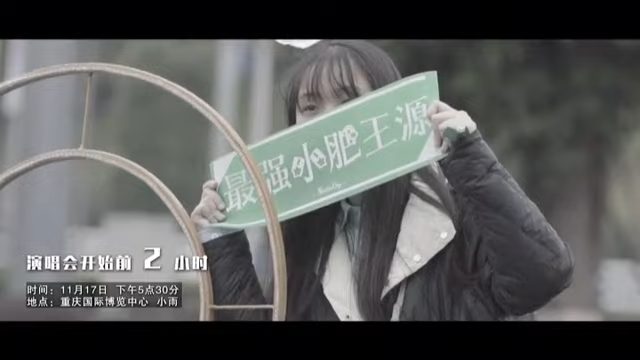 最强小肥王源
演唱会开始前 2 小时
时间：11月17日 下午5点30分
地点：重庆国际博览中心 小雨